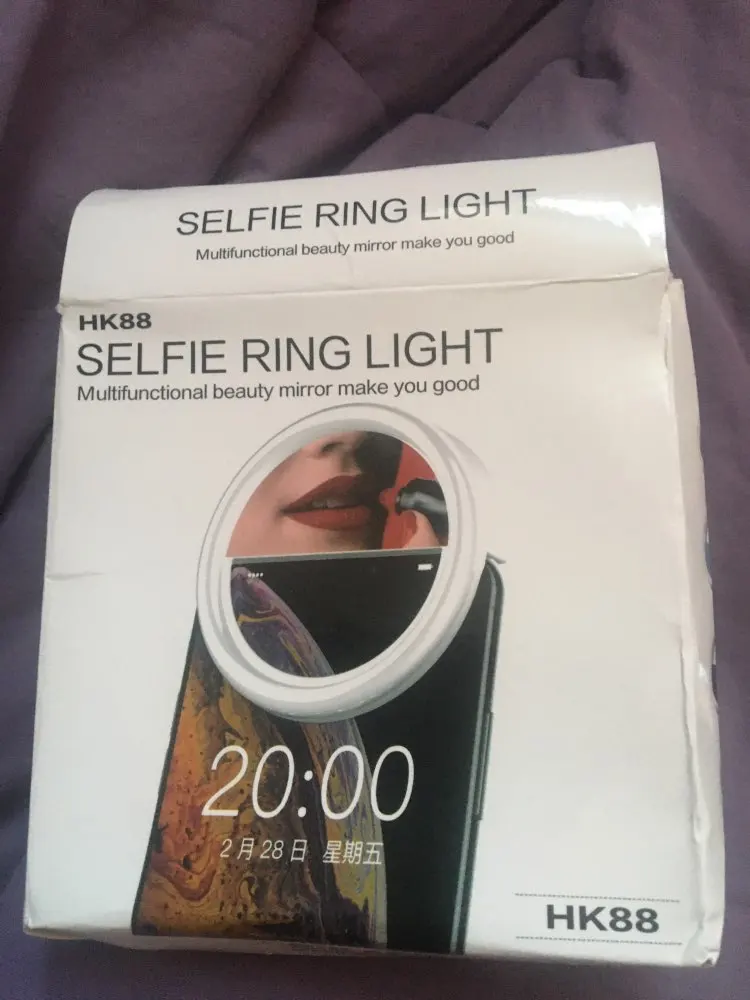 SELFIE RING LIGHT
Multifunctional beauty mirror make you good
HK88
SELFIE RING LIGHT
Multifunctional beauty mirror make you good
20:00
2月28日 星期五
HK88